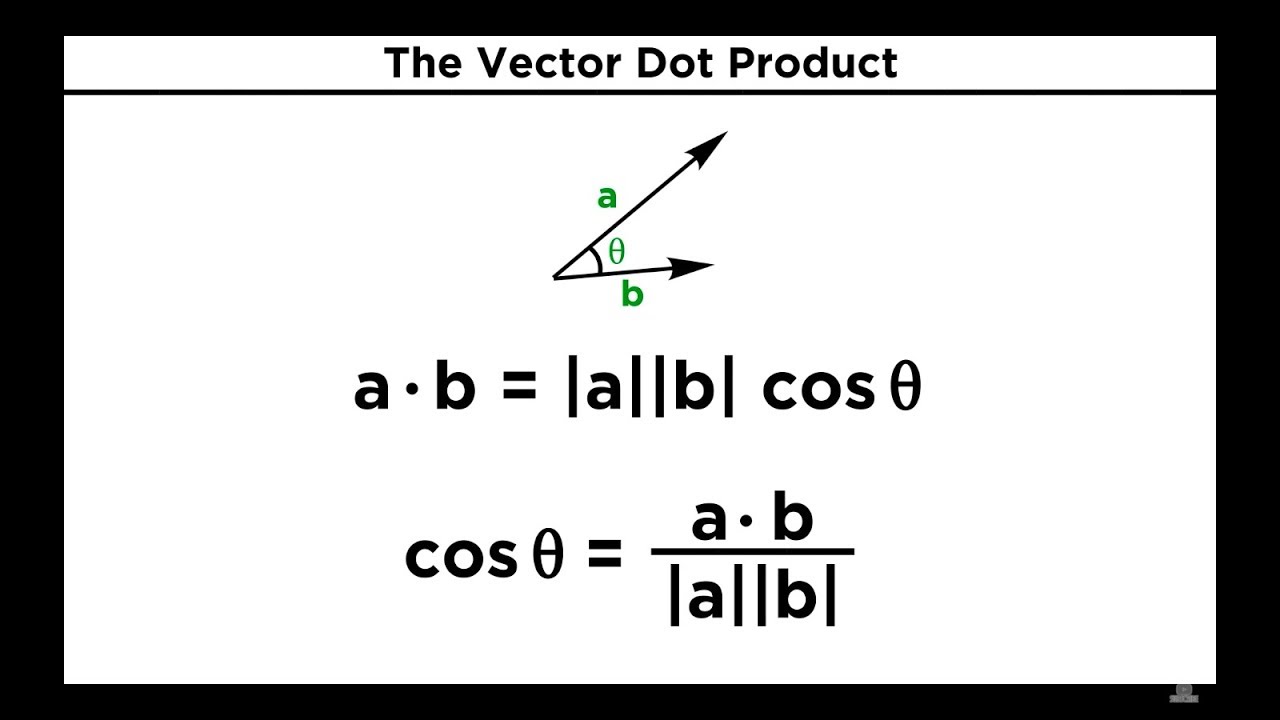 The Vector Dot Product
a
θ
b
a · b = |a||b| cos θ
cos θ = a · b
|a||b|